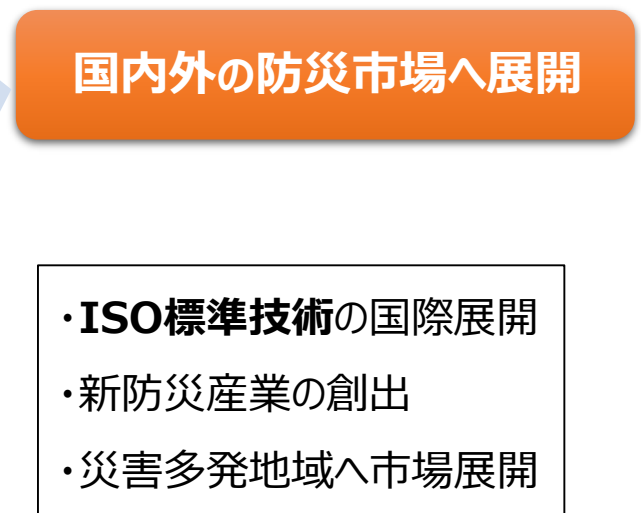 国内外の防災市場へ展開
・ISO標準技術の国際展開
・新防災産業の創出
・災害多発地域へ市場展開